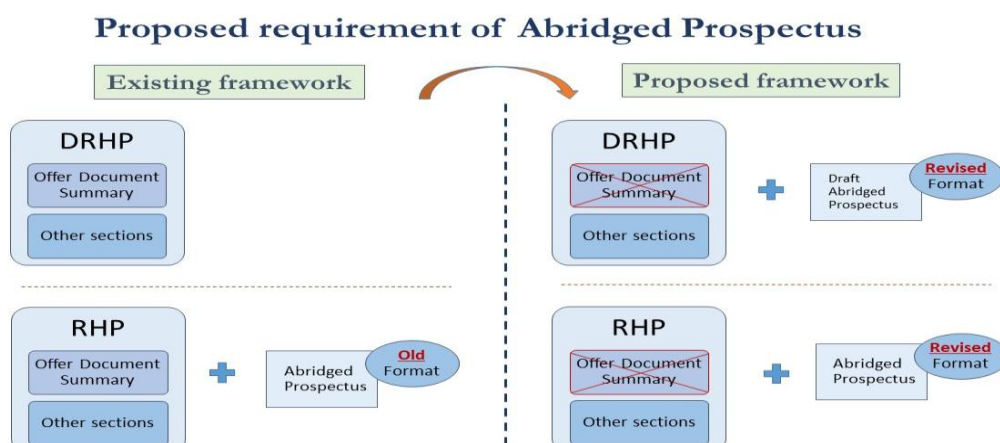 Proposed requirement of Abridged Prospectus
Existing framework
DRHP
Offer Document
Summary
Other sections
RHP
Offer Document
Summary
Other sections
Abridged
Prospectus
Old
Format
Proposed framework
DRHP
Offer Document
Summary
Other sections
Draft
Abridged
Prospectus
Revised
Format
RHP
Offer Document
Summary
Other sections
Abridged
Prospectus
Revised
Format